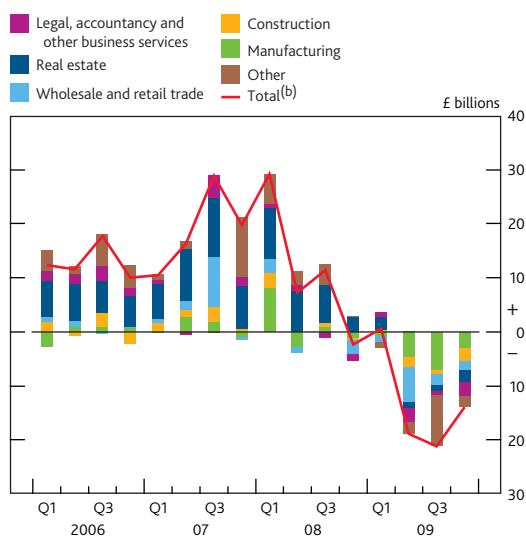 Legal, accountancy and
other business services
Real estate
Wholesale and retail trade
Construction
Manufacturing
Other
Total(b)
£ billions
40
30
20
10
+
0
–
10
20
30
Q1 Q3 Q1 Q3 Q1 Q3 Q1 Q3
2006 07 08 09